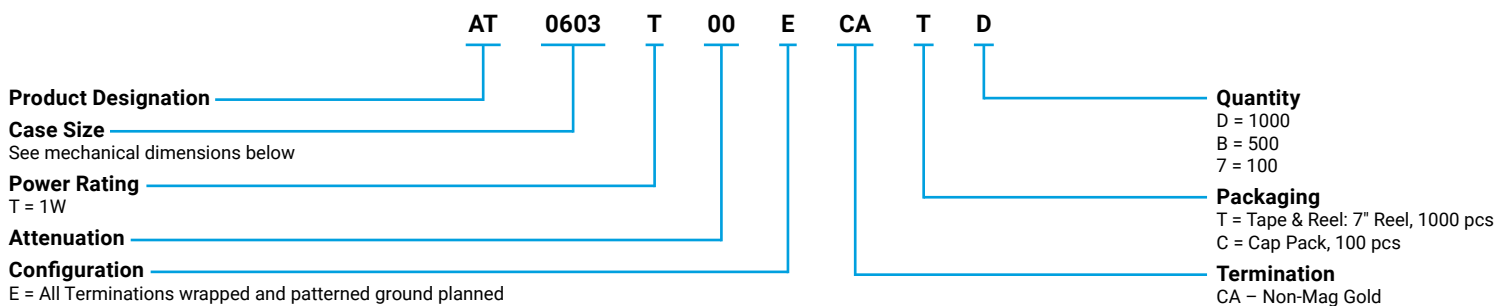 AT 0603 T 00 E CA T D
Product Designation
Case Size
See mechanical dimensions below
Power Rating
T = 1W
Attenuation
Configuration
E = All Terminations wrapped and patterned ground planned
Quantity
D = 1000
B = 500
7 = 100
Packaging
T = Tape & Reel: 7" Reel, 1000 pcs
C = Cap Pack, 100 pcs
Termination
CA – Non-Mag Gold